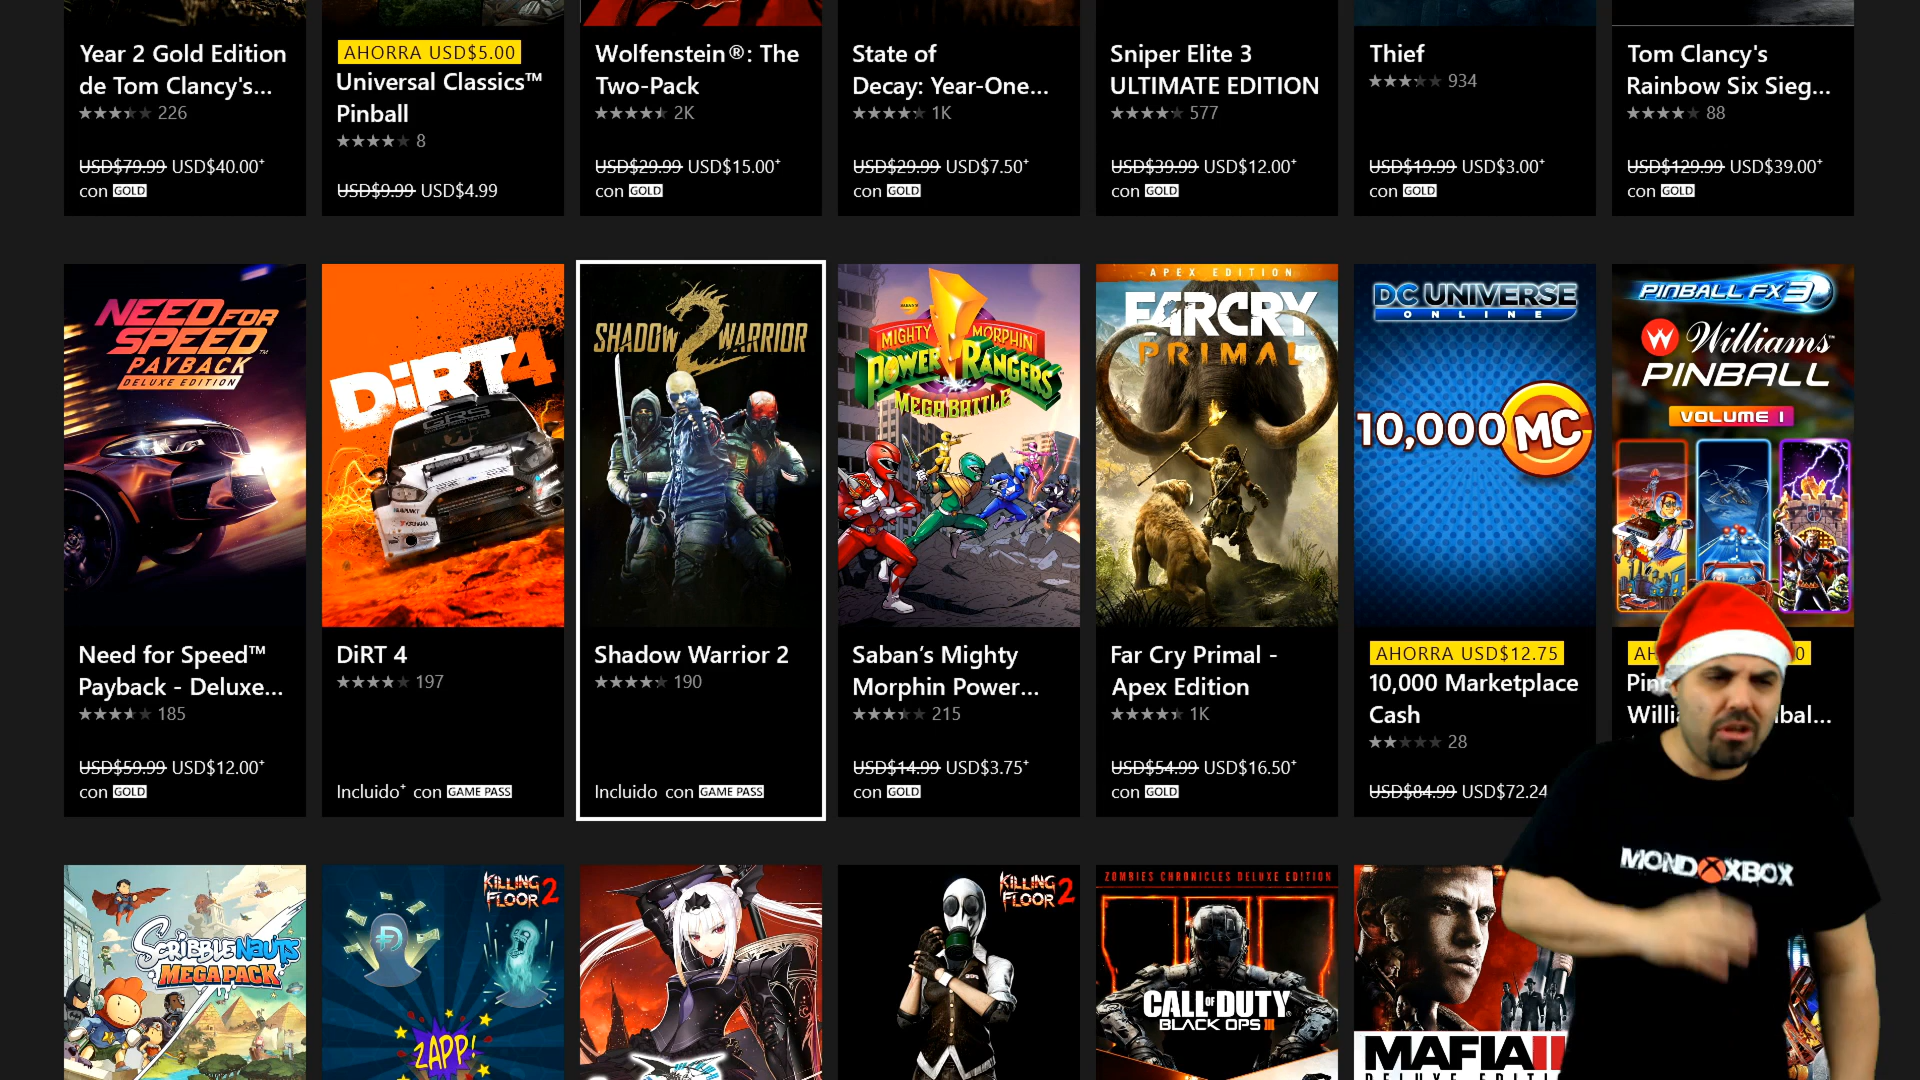 Year 2 Gold Edition
de Tom Clancy's...
226
USD$79.99 USD$40.00+
con GOLD
AHORRA USD$5.00
Universal Classics™
Pinball
8
USD$9.99 USD$4.99
Wolfenstein®: The
Two-Pack
2K
USD$29.99 USD$15.00+
con GOLD
State of
Decay: Year-One...
1K
USD$29.99 USD$7.50+
con GOLD
Sniper Elite 3
ULTIMATE EDITION
577
USD$39.99 USD$12.00+
con GOLD
Thief
934
USD$19.99 USD$3.00+
con GOLD
Tom Clancy's
Rainbow Six Sieg...
88
USD$129.99 USD$39.00+
con GOLD
NEED FOR
SPEED™
PAYBACK
DELUXE EDITION
Need for Speed™
Payback - Deluxe...
185
USD$59.99 USD$12.00+
con GOLD
DiRT 4
DiRT 4
197
Incluido+ con GAME PASS
SHADOW 2 WARRIOR
Shadow Warrior 2
190
Incluido con GAME PASS
MIGHTY MORPHIN
POWER RANGERS
MEGA BATTLE
Saban's Mighty
Morphin Power...
215
USD$14.99 USD$3.75+
con GOLD
APEX EDITION
FARCRY
PRIMAL
Far Cry Primal -
Apex Edition
1K
USD$54.99 USD$16.50+
con GOLD
DC UNIVERSE
ONLINE
10,000 MC
AHORRA USD$12.75
10,000 Marketplace
Cash
28
USD$84.99 USD$72.24
PINBALL FX3
W Williams™
PINBALL
VOLUME 1
MONDOXBOX
SCRIBBLENAUTS
MEGA PACK
KILLING
FLOOR 2
ZAPP!
KILLING
FLOOR 2
ZOMBIES CHRONICLES DELUXE EDITION
CALL OF DUTY
BLACK OPS III
MAFIA III
DELUXE EDITI